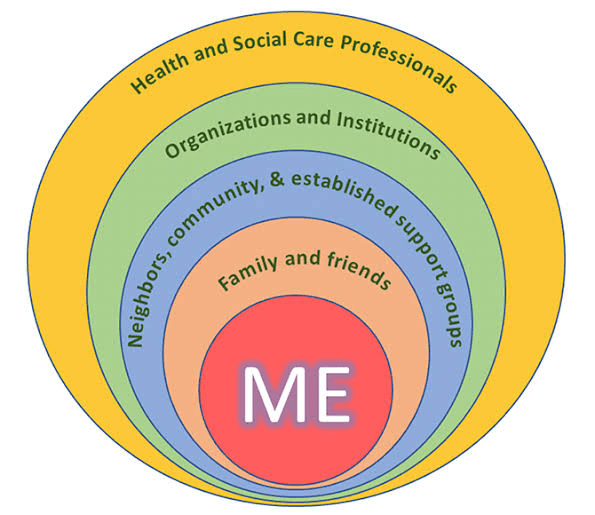 Health and Social Care Professionals
Organizations and Institutions
Neighbors, community, & established support groups
Family and friends
ME